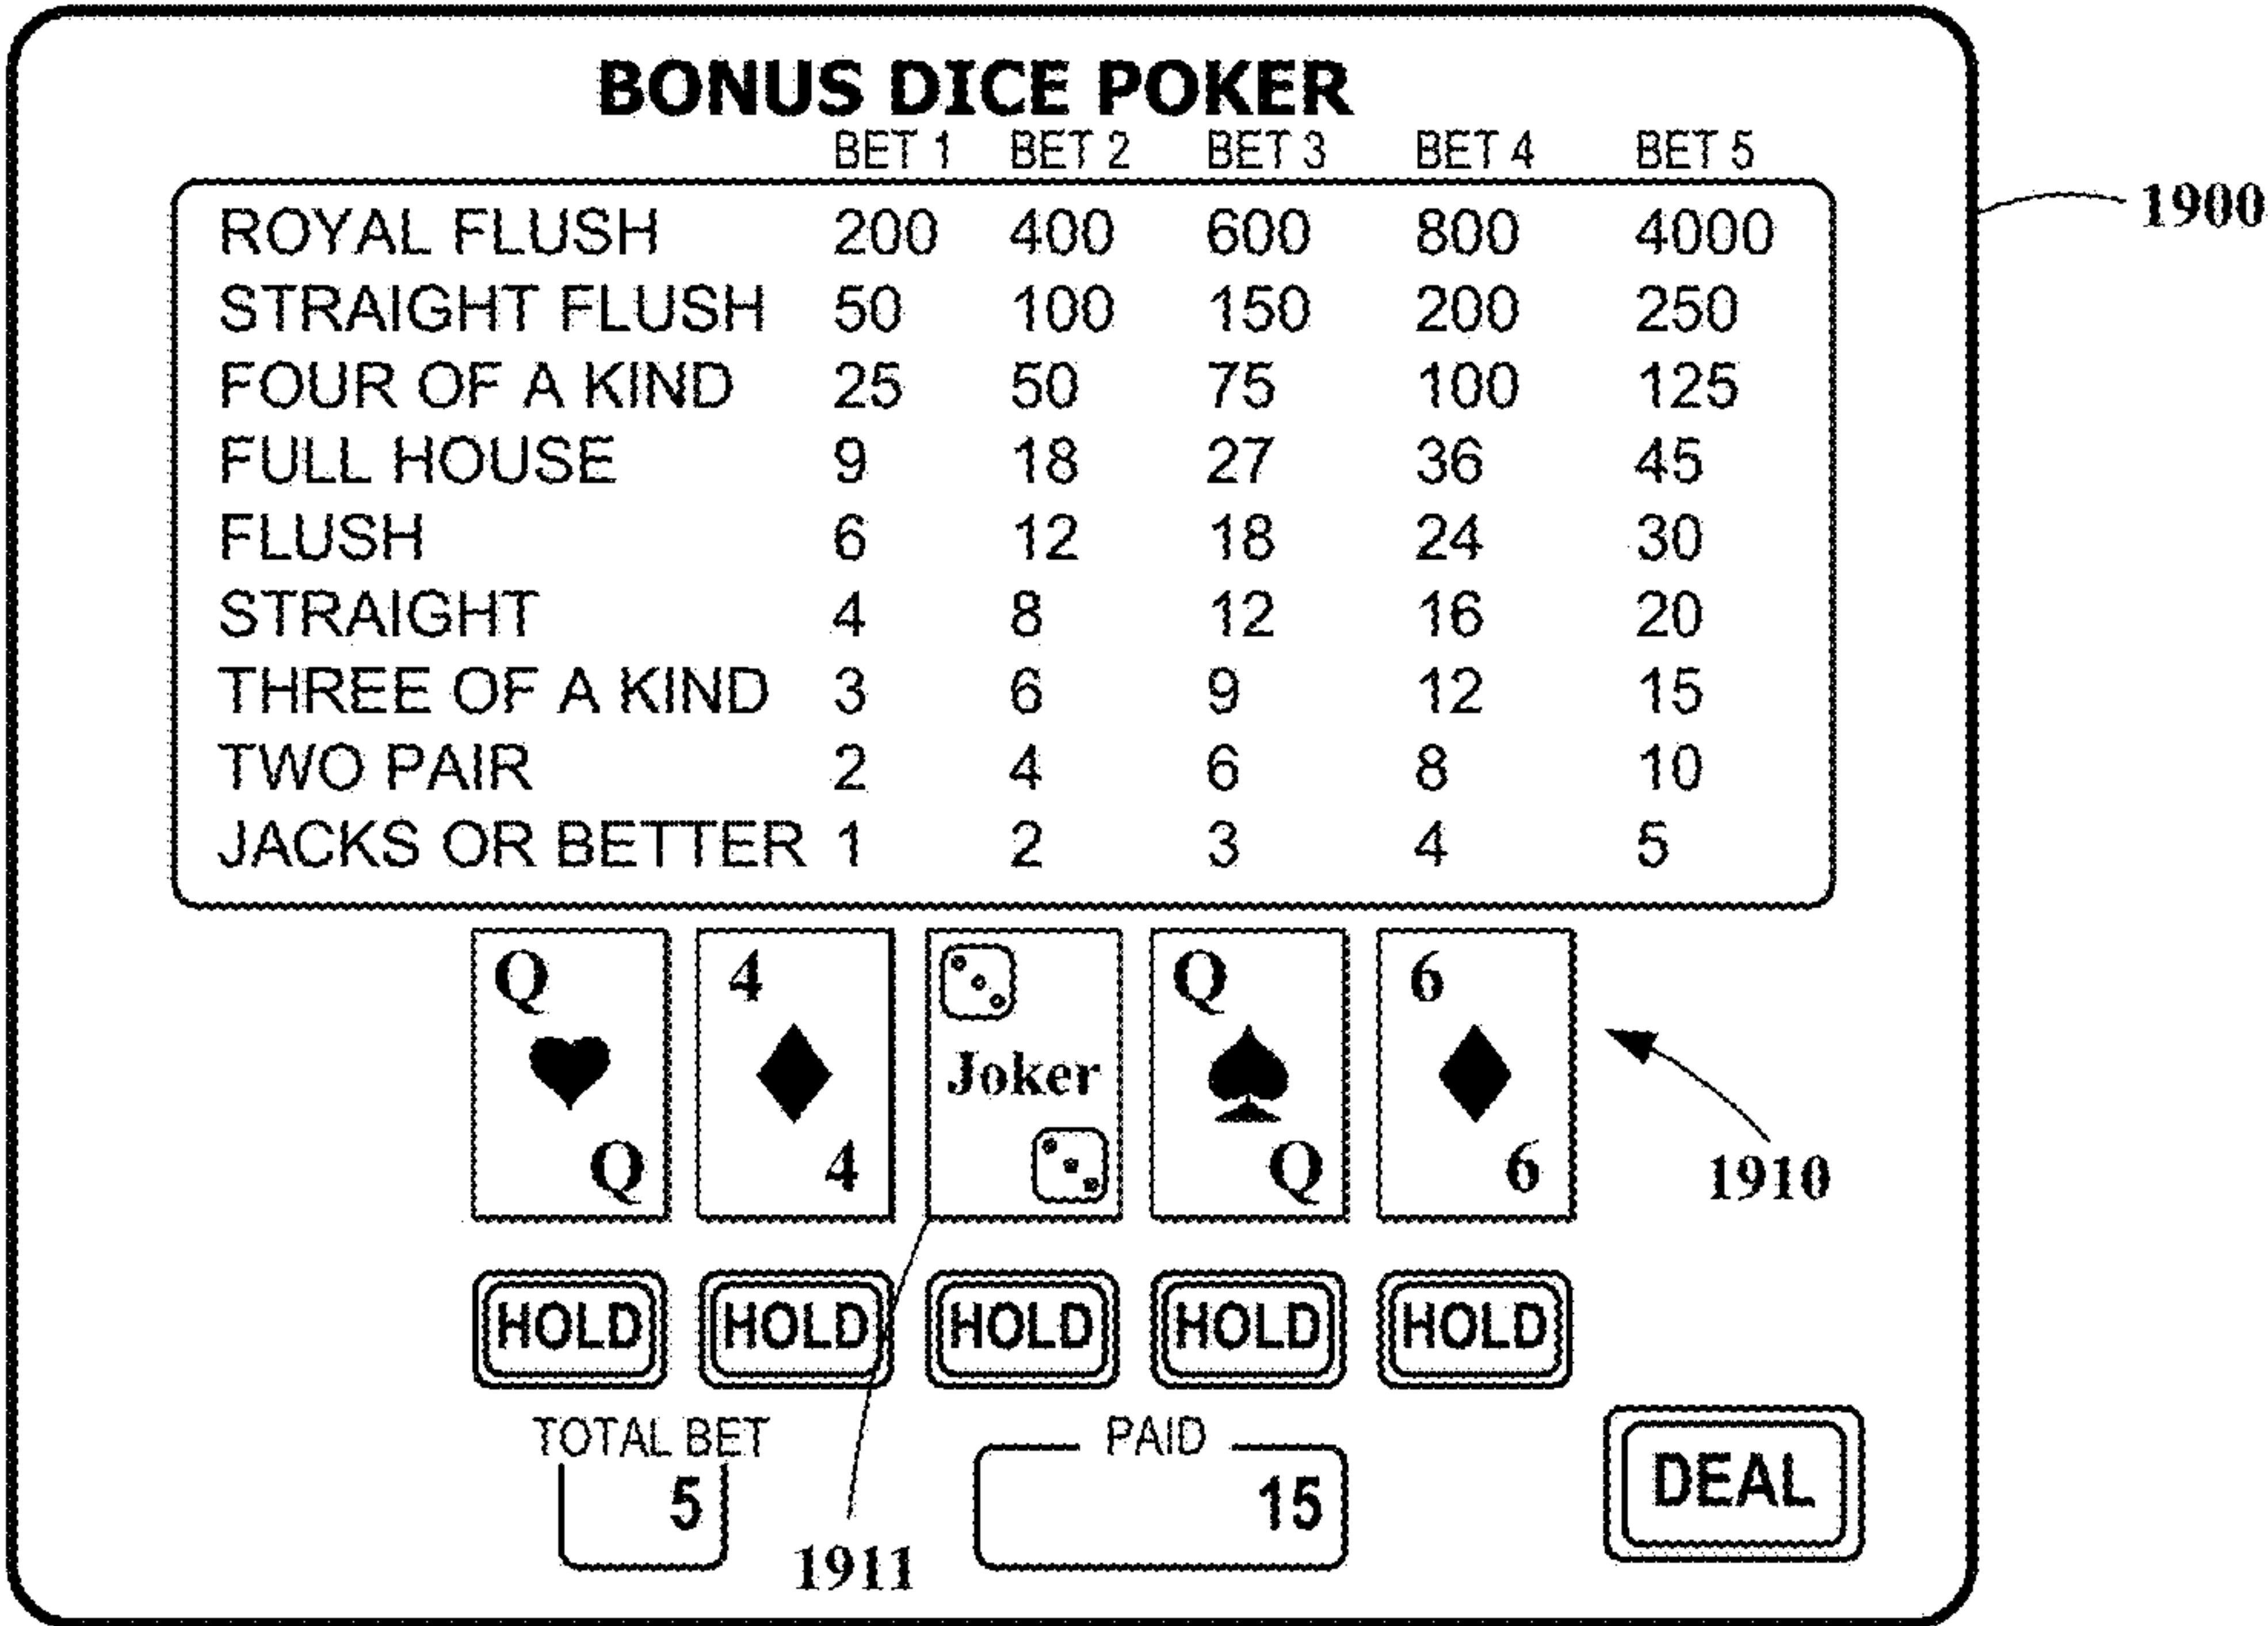 BONUS DICE POKER
BET 1 BET 2 BET 3 BET 4 BET 5
ROYAL FLUSH 200 400 600 800 4000
1900
STRAIGHT FLUSH 50 100 150 200 250
FOUR OF A KIND 25 50 75 100 125
FULL HOUSE 9 18 27 36 45
FLUSH 6 12 18 24 30
STRAIGHT 4 8 12 16 20
THREE OF A KIND 3 6 9 12 15
TWO PAIR 2 4 6 8 10
JACKS OR BETTER 1 2 3 4 5
Q 4 Q 6
Joker
Q 4 Q 6
1910
HOLD HOLD HOLD HOLD HOLD
TOTAL BET PAID
5 15 DEAL
1911